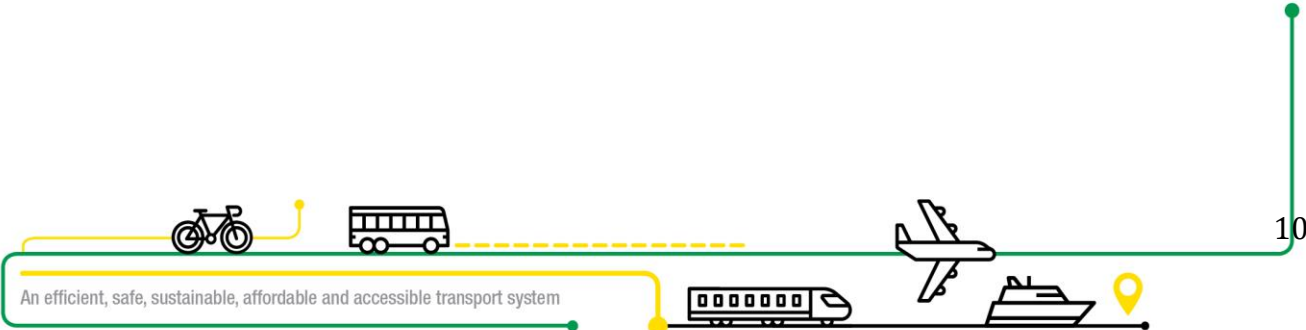 10
An efficient, safe, sustainable, affordable and accessible transport system